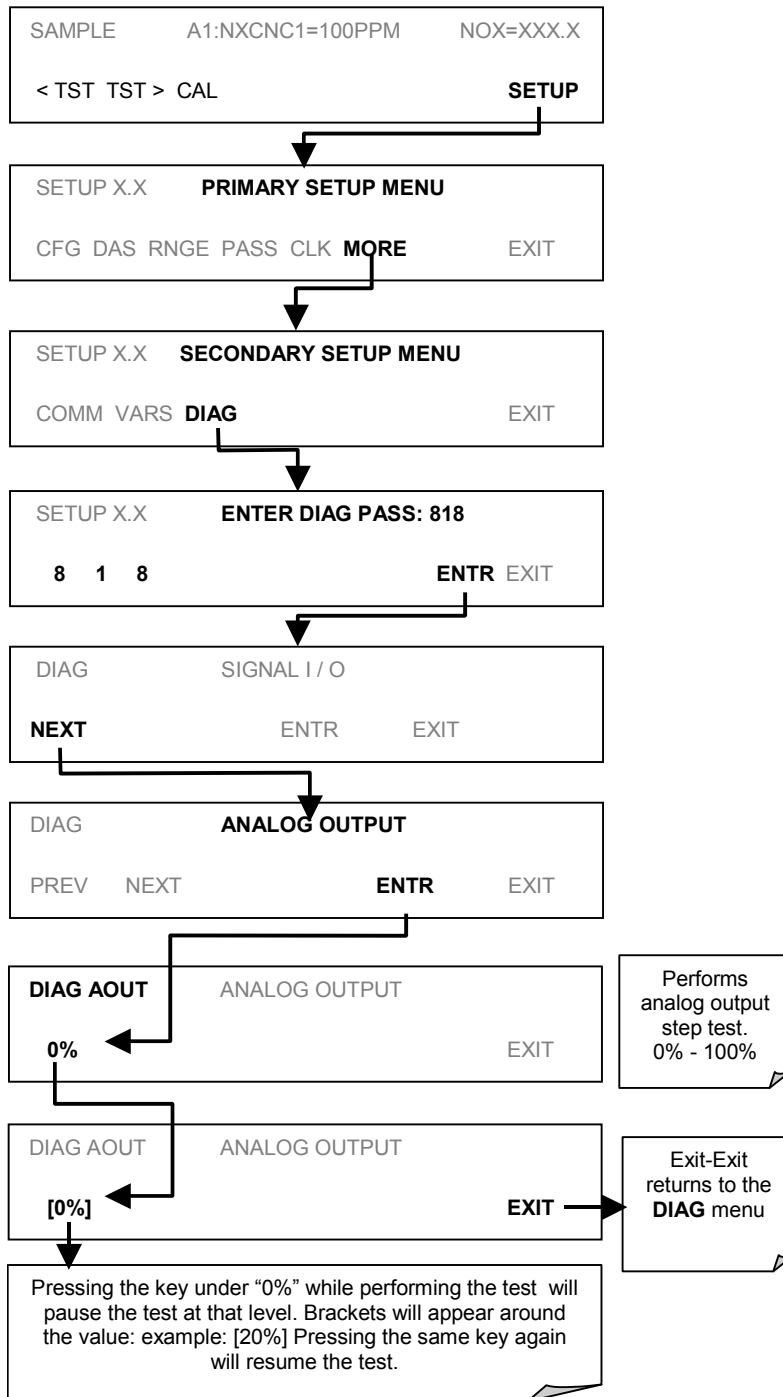 SAMPLE A1:NXCNC1=100PPM NOX=XXX.X
< TST TST > CAL SETUP
SETUP X.X PRIMARY SETUP MENU
CFG DAS RNGE PASS CLK MORE EXIT
SETUP X.X SECONDARY SETUP MENU
COMM VARS DIAG EXIT
SETUP X.X ENTER DIAG PASS: 818
8 1 8 ENTR EXIT
DIAG SIGNAL I / O
NEXT ENTR EXIT
DIAG ANALOG OUTPUT
PREV NEXT ENTR EXIT
DIAG AOUT ANALOG OUTPUT
0% EXIT
Performs
analog output
step test.
0% - 100%
DIAG AOUT ANALOG OUTPUT
[0%] EXIT
Exit-Exit
returns to the
DIAG menu
Pressing the key under “0%” while performing the test will
pause the test at that level. Brackets will appear around
the value: example: [20%] Pressing the same key again
will resume the test.